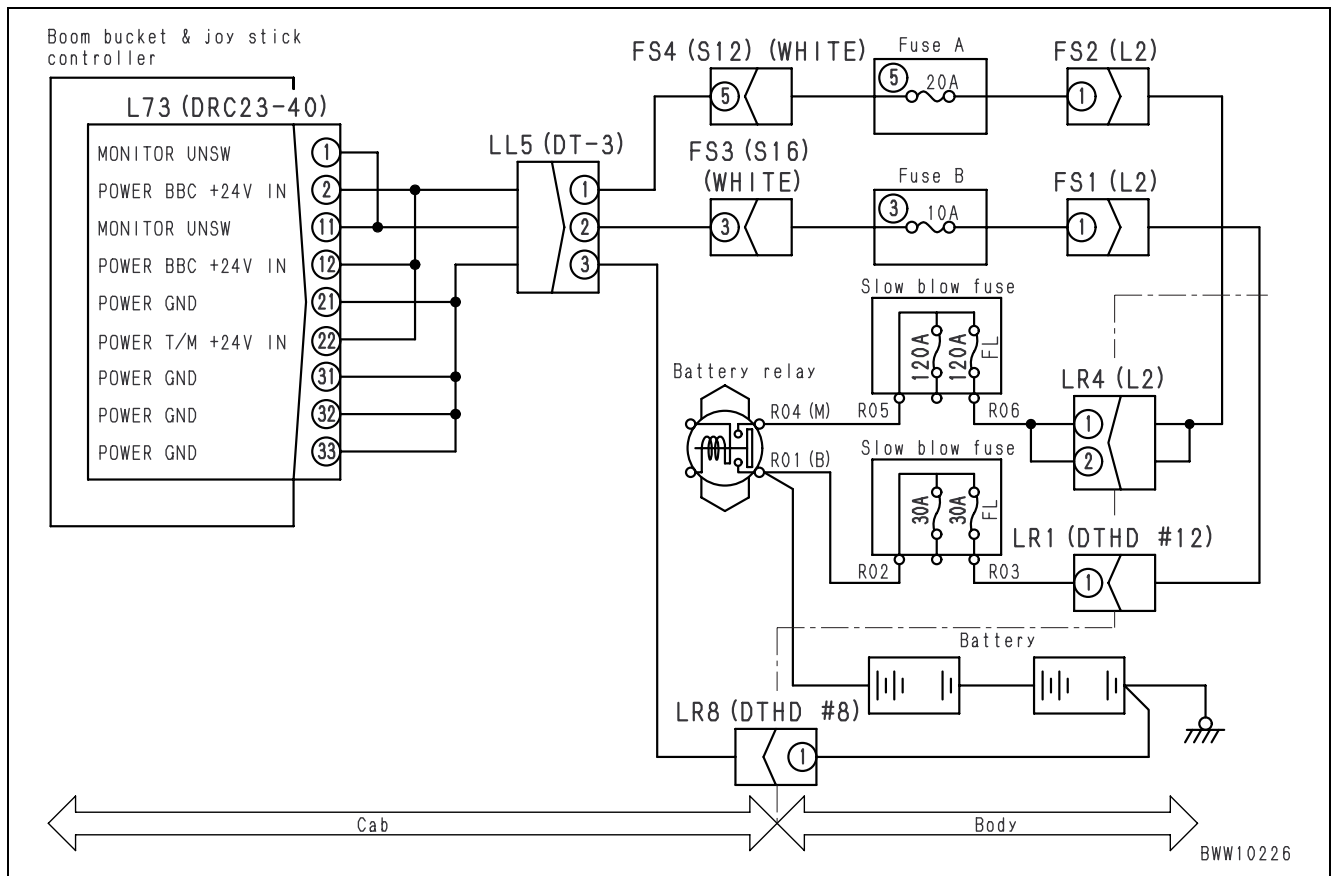 Boom bucket & joy stick
controller
L73 (DRC23-40)
MONITOR UNSW
1
POWER BBC +24V IN
2
MONITOR UNSW
11
POWER BBC +24V IN
12
POWER GND
21
POWER T/M +24V IN
22
POWER GND
31
POWER GND
32
POWER GND
33
LL5 (DT-3)
1
2
3
FS4 (S12) (WHITE)
5
Fuse A
5
20A
FS2 (L2)
1
FS3 (S16)
(WHITE)
3
Fuse B
3
10A
FS1 (L2)
1
Slow blow fuse
120A
120A
FL
Battery relay
R04 (M)
R05
R06
LR4 (L2)
1
2
R01 (B)
Slow blow fuse
30A
30A
FL
R02
R03
LR1 (DTHD #12)
1
Battery
LR8 (DTHD #8)
1
Cab
Body
BWW10226